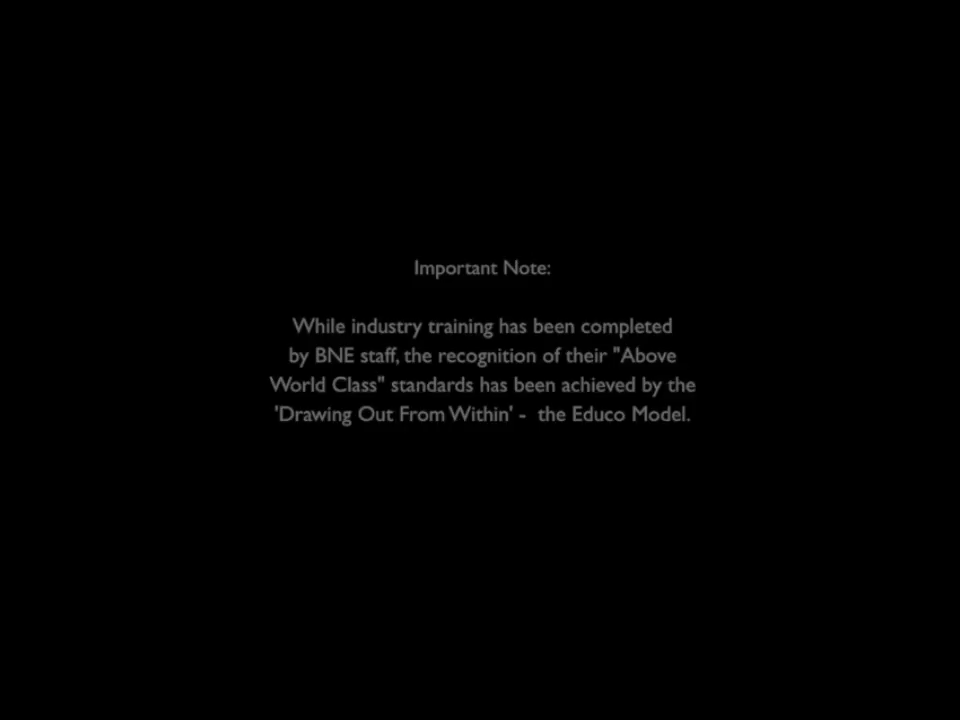 Important Note:
While industry training has been completed
by BNE staff, the recognition of their "Above
World Class" standards has been achieved by the
'Drawing Out From Within' - the Educo Model.